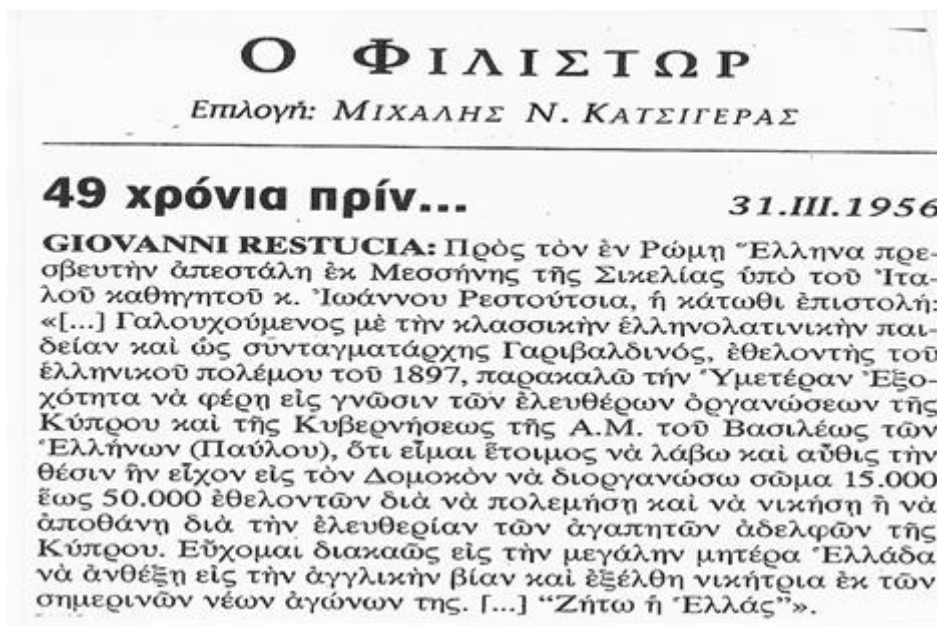 Ο ΦΙΛΙΣΤΩΡ
Επιλογή: ΜΙΧΑΛΗΣ Ν. ΚΑΤΣΙΓΕΡΑΣ
49 χρόνια πρίν... 31.III.1956
GIOVANNI RESTUCIA: Πρὸς τὸν ἐν Ρώμῃ Ἕλληνα πρε-
σβευτὴν ἀπεστάλη ἐκ Μεσσήνης τῆς Σικελίας ὑπὸ τοῦ Ἰτα-
λοῦ καθηγητοῦ κ. Ἰωάννου Ρεστούτσια, ἡ κάτωθι ἐπιστολή:
«[...] Γαλουχούμενος μὲ τὴν κλασσικὴν ἑλληνολατινικὴν παι-
δείαν καὶ ὡς συνταγματάρχης Γαριβαλδινός, ἐθελοντὴς τοῦ
ἑλληνικοῦ πολέμου τοῦ 1897, παρακαλῶ τήν Ὑμετέραν Ἐξο-
χότητα νὰ φέρῃ εἰς γνῶσιν τῶν ἐλευθέρων ὀργανώσεων τῆς
Κύπρου καὶ τῆς Κυβερνήσεως τῆς Α.Μ. τοῦ Βασιλέως τῶν
Ἑλλήνων (Παύλου), ὅτι εἶμαι ἕτοιμος νὰ λάβω καὶ αὖθις τὴν
θέσιν ἣν εἶχον εἰς τὸν Δομοκὸν νὰ διοργανώσω σῶμα 15.000
ἕως 50.000 ἐθελοντῶν διὰ νὰ πολεμήσῃ καὶ νὰ νικήσῃ ἢ νὰ
ἀποθάνῃ διὰ τὴν ἐλευθερίαν τῶν ἀγαπητῶν ἀδελφῶν τῆς
Κύπρου. Εὔχομαι διακαῶς εἰς τὴν μεγάλην μητέρα Ἑλλάδα
νὰ ἀνθέξῃ εἰς τὴν ἀγγλικὴν βίαν καὶ ἐξέλθη νικήτρια ἐκ τῶν
σημερινῶν νέων ἀγώνων της. [...] “Ζήτω ἡ Ἑλλάς”».